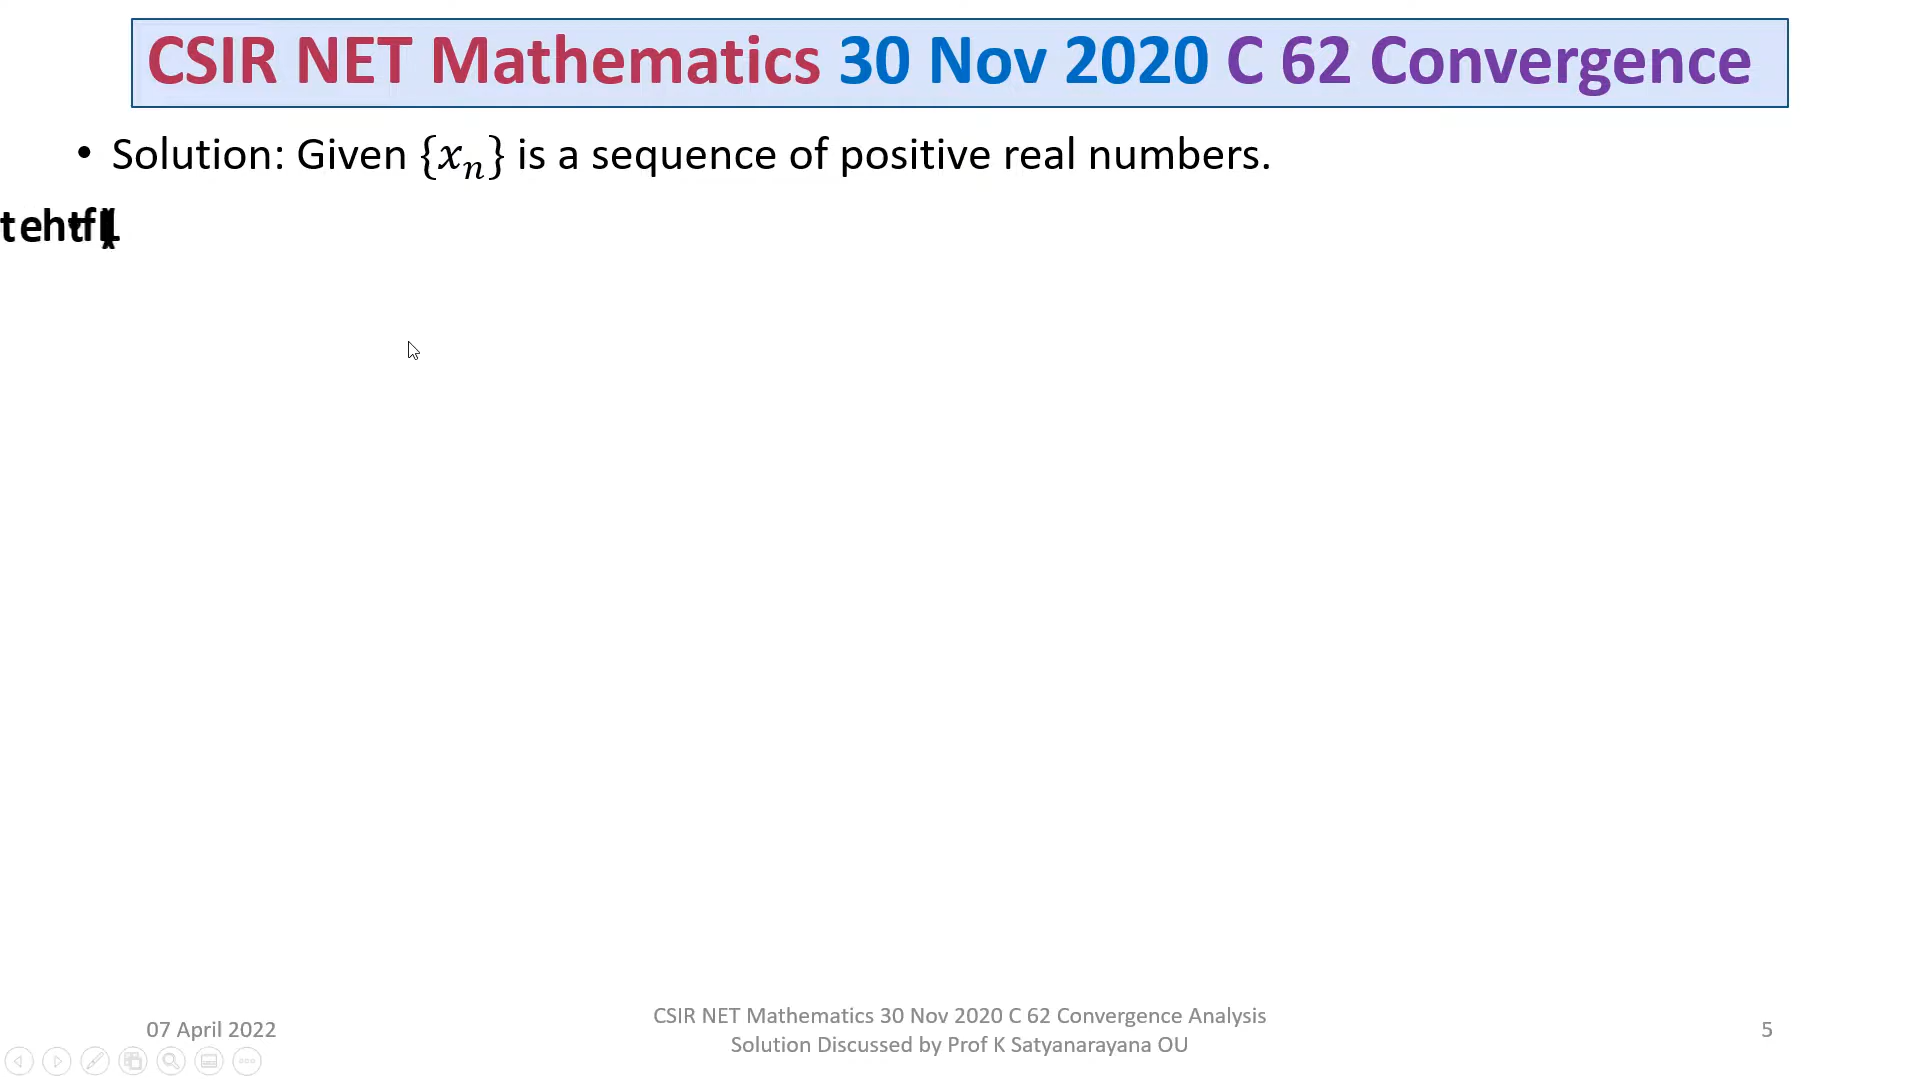 CSIR NET Mathematics 30 Nov 2020 C 62 Convergence
• Solution: Given {xₙ} is a sequence of positive real numbers.
CSIR NET Mathematics 30 Nov 2020 C 62 Convergence Analysis
07 April 2022
5
Solution Discussed by Prof K Satyanarayana OU